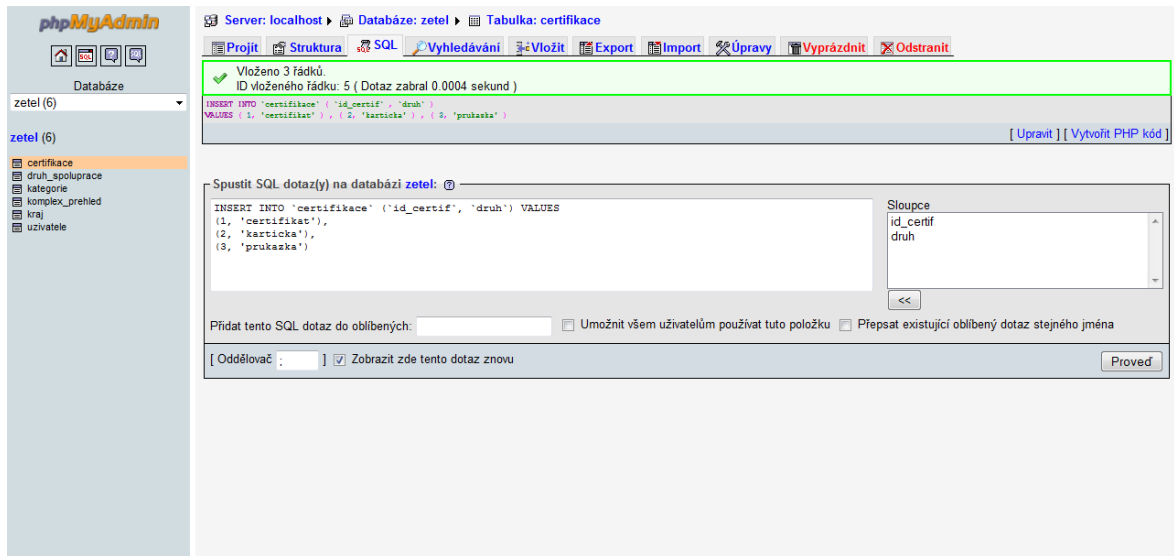 phpMyAdmin
Databáze
zetel (6)
zetel (6)
certifikace
druh_spoluprace
kategorie
komplex_prehled
kraj
uzivatele
Server: localhost Databáze: zetel Tabulka: certifikace
Projít Struktura SQL Vyhledávání Vložit Export Import Úpravy Vyprázdnit Odstranit
Vloženo 3 řádků.
ID vloženého řádku: 5 ( Dotaz zabral 0.0004 sekund )
INSERT INTO `certifikace` ( `id_certif` , `druh` )
VALUES ( 1, 'certifikat' ) , ( 2, 'karticka' ) , ( 3, 'prukazka' )
[ Upravit ] [ Vytvořit PHP kód ]
Spustit SQL dotaz(y) na databázi zetel:
INSERT INTO `certifikace` (`id_certif`, `druh`) VALUES
(1, 'certifikat'),
(2, 'karticka'),
(3, 'prukazka')
Sloupce
id_certif
druh
<<
Přidat tento SQL dotaz do oblíbených: Umožnit všem uživatelům používat tuto položku Přepsat existující oblíbený dotaz stejného jména
[ Oddělovač ; ] Zobrazit zde tento dotaz znovu
Proveď